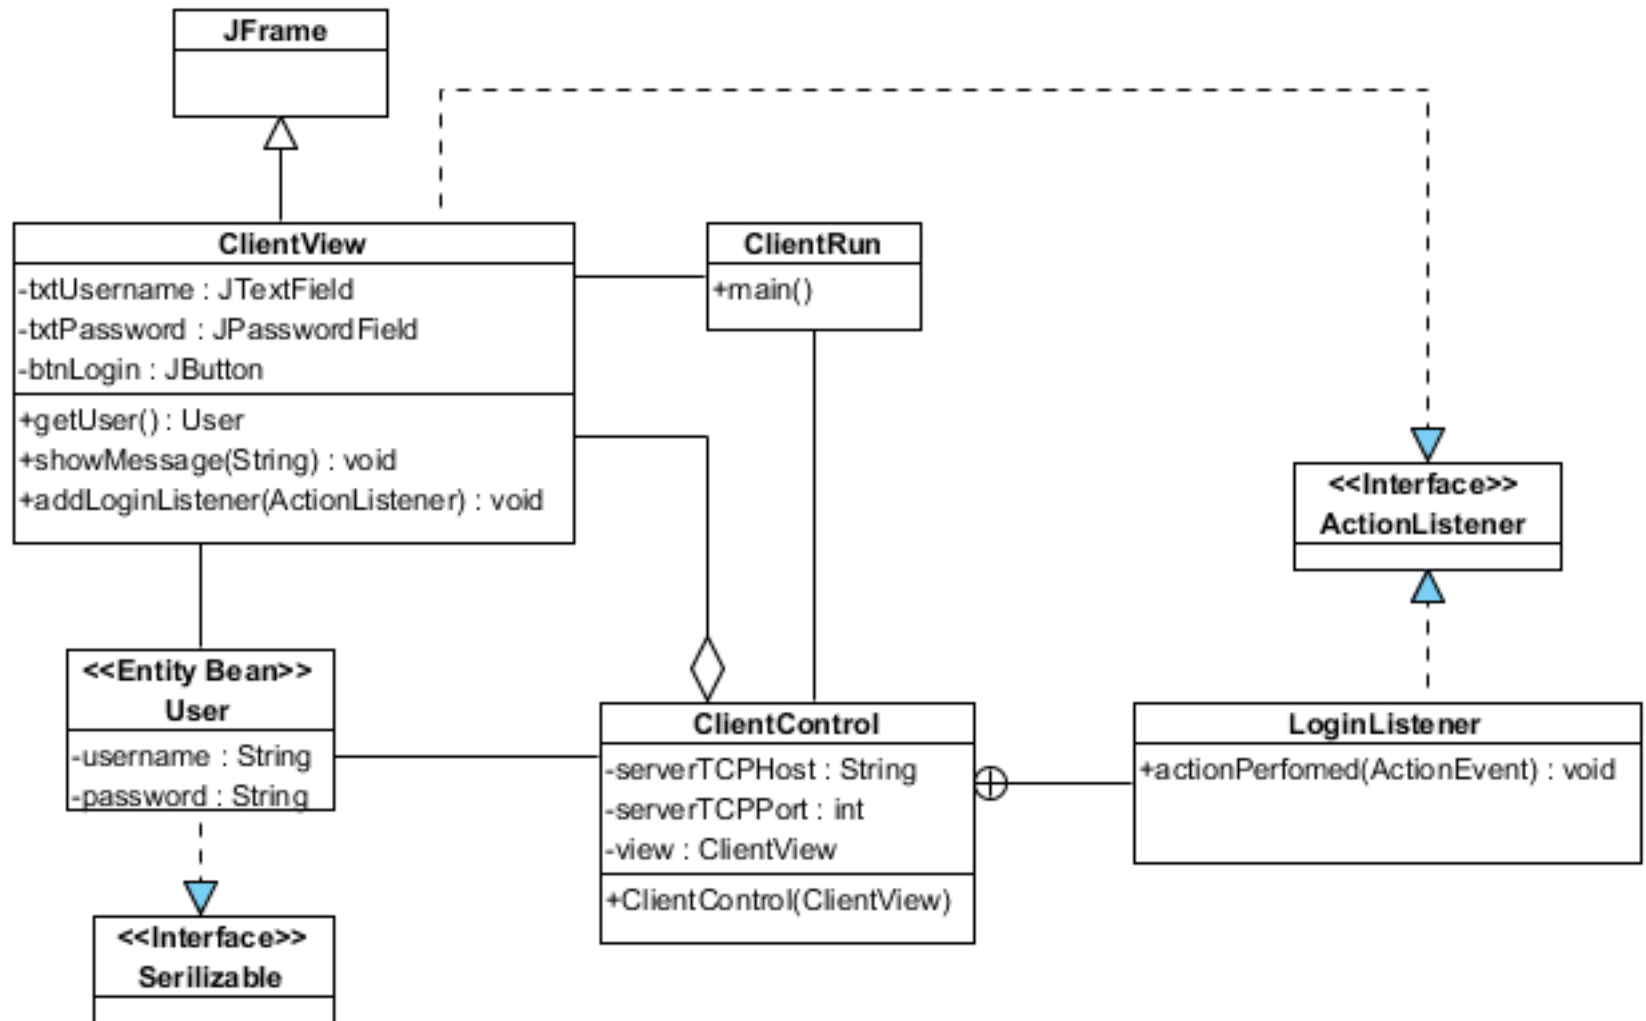 JFrame
ClientView
-txtUsername : JTextField
-txtPassword : JPasswordField
-btnLogin : JButton
+getUser() : User
+showMessage(String) : void
+addLoginListener(ActionListener) : void
ClientRun
+main()
<<Interface>>
ActionListener
<<Entity Bean>>
User
-username : String
-password : String
ClientControl
-serverTCPHost : String
-serverTCPPort : int
-view : ClientView
+ClientControl(ClientView)
LoginListener
+actionPerfomed(ActionEvent) : void
<<Interface>>
Serilizable